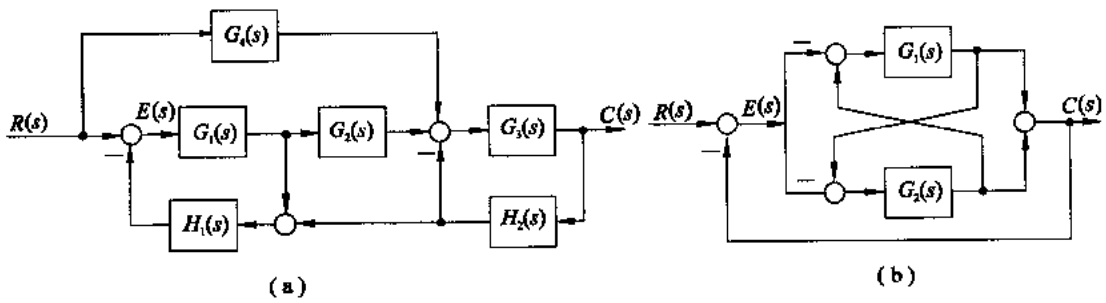 G₄(s)
R(s)
E(s)
G₁(s)
G₂(s)
G₃(s)
C(s)
−
−
H₁(s)
H₂(s)
(a)
−
G₁(s)
R(s)
E(s)
C(s)
−
−
G₂(s)
(b)